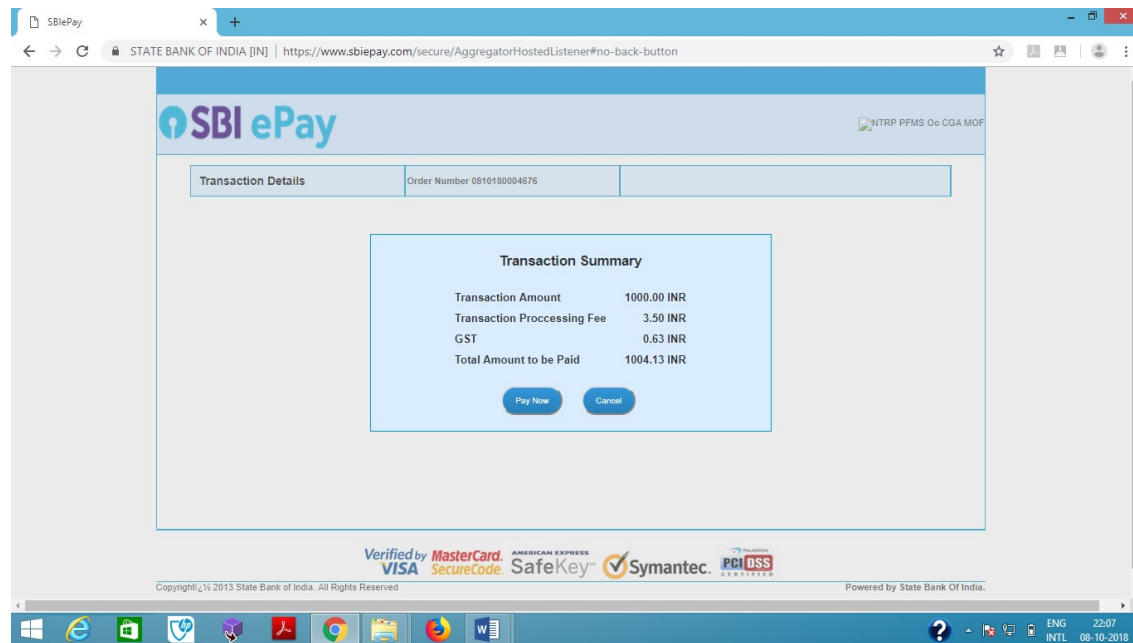 SBIePay
STATE BANK OF INDIA [IN] | https://www.sbiepay.com/secure/AggregatorHostedListener#no-back-button
SBI ePay
NTRP PFMS Oo CGA MOF
Transaction Details Order Number 0810180004676
Transaction Summary
Transaction Amount 1000.00 INR
Transaction Proccessing Fee 3.50 INR
GST 0.63 INR
Total Amount to be Paid 1004.13 INR
Pay Now Cancel
Verified by VISA MasterCard. SecureCode. AMERICAN EXPRESS SafeKey Symantec. PALADION PCI DSS CERTIFIED
Copyright� 2013 State Bank of India. All Rights Reserved Powered by State Bank Of India.
ENG 22:07
INTL 08-10-2018